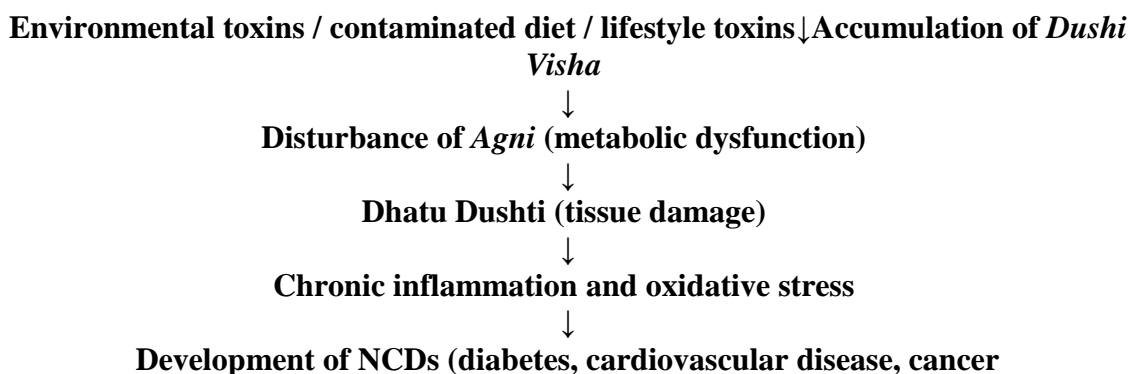 Environmental toxins / contaminated diet / lifestyle toxins↓Accumulation of Dushi
Visha
↓
Disturbance of Agni (metabolic dysfunction)
↓
Dhatu Dushti (tissue damage)
↓
Chronic inflammation and oxidative stress
↓
Development of NCDs (diabetes, cardiovascular disease, cancer